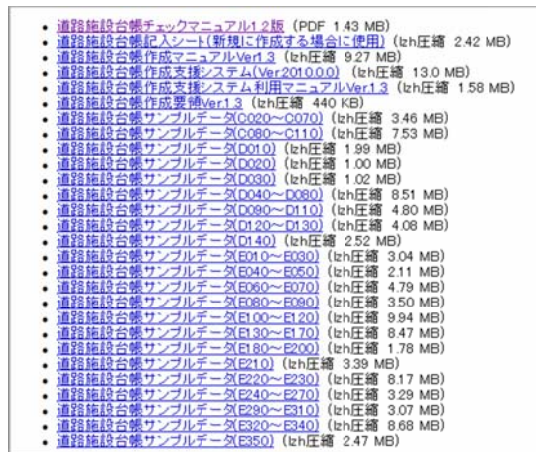 • 道路施設台帳チェックマニュアル1.2版 (PDF 1.43 MB)
• 道路施設台帳記入シート(新規に作成する場合に使用) (lzh圧縮 2.42 MB)
• 道路施設台帳作成マニュアルVer1.3 (lzh圧縮 9.27 MB)
• 道路施設台帳作成支援システム(Ver.2010.0.0) (lzh圧縮 13.0 MB)
• 道路施設台帳作成支援システム利用マニュアルVer.1.3 (lzh圧縮 1.58 MB)
• 道路施設台帳作成要領Ver.1.3 (lzh圧縮 440 KB)
• 道路施設台帳サンプルデータ(C020～C070) (lzh圧縮 3.46 MB)
• 道路施設台帳サンプルデータ(C080～C110) (lzh圧縮 7.53 MB)
• 道路施設台帳サンプルデータ(D010) (lzh圧縮 1.99 MB)
• 道路施設台帳サンプルデータ(D020) (lzh圧縮 1.00 MB)
• 道路施設台帳サンプルデータ(D030) (lzh圧縮 1.02 MB)
• 道路施設台帳サンプルデータ(D040～D080) (lzh圧縮 8.51 MB)
• 道路施設台帳サンプルデータ(D090～D110) (lzh圧縮 4.80 MB)
• 道路施設台帳サンプルデータ(D120～D130) (lzh圧縮 4.08 MB)
• 道路施設台帳サンプルデータ(D140) (lzh圧縮 2.52 MB)
• 道路施設台帳サンプルデータ(E010～E030) (lzh圧縮 3.04 MB)
• 道路施設台帳サンプルデータ(E040～E050) (lzh圧縮 2.11 MB)
• 道路施設台帳サンプルデータ(E060～E070) (lzh圧縮 4.79 MB)
• 道路施設台帳サンプルデータ(E080～E090) (lzh圧縮 3.50 MB)
• 道路施設台帳サンプルデータ(E100～E120) (lzh圧縮 9.94 MB)
• 道路施設台帳サンプルデータ(E130～E170) (lzh圧縮 8.47 MB)
• 道路施設台帳サンプルデータ(E180～E200) (lzh圧縮 1.78 MB)
• 道路施設台帳サンプルデータ(E210) (lzh圧縮 3.39 MB)
• 道路施設台帳サンプルデータ(E220～E230) (lzh圧縮 8.17 MB)
• 道路施設台帳サンプルデータ(E240～E270) (lzh圧縮 3.29 MB)
• 道路施設台帳サンプルデータ(E290～E310) (lzh圧縮 3.07 MB)
• 道路施設台帳サンプルデータ(E320～E340) (lzh圧縮 8.68 MB)
• 道路施設台帳サンプルデータ(E350) (lzh圧縮 2.47 MB)